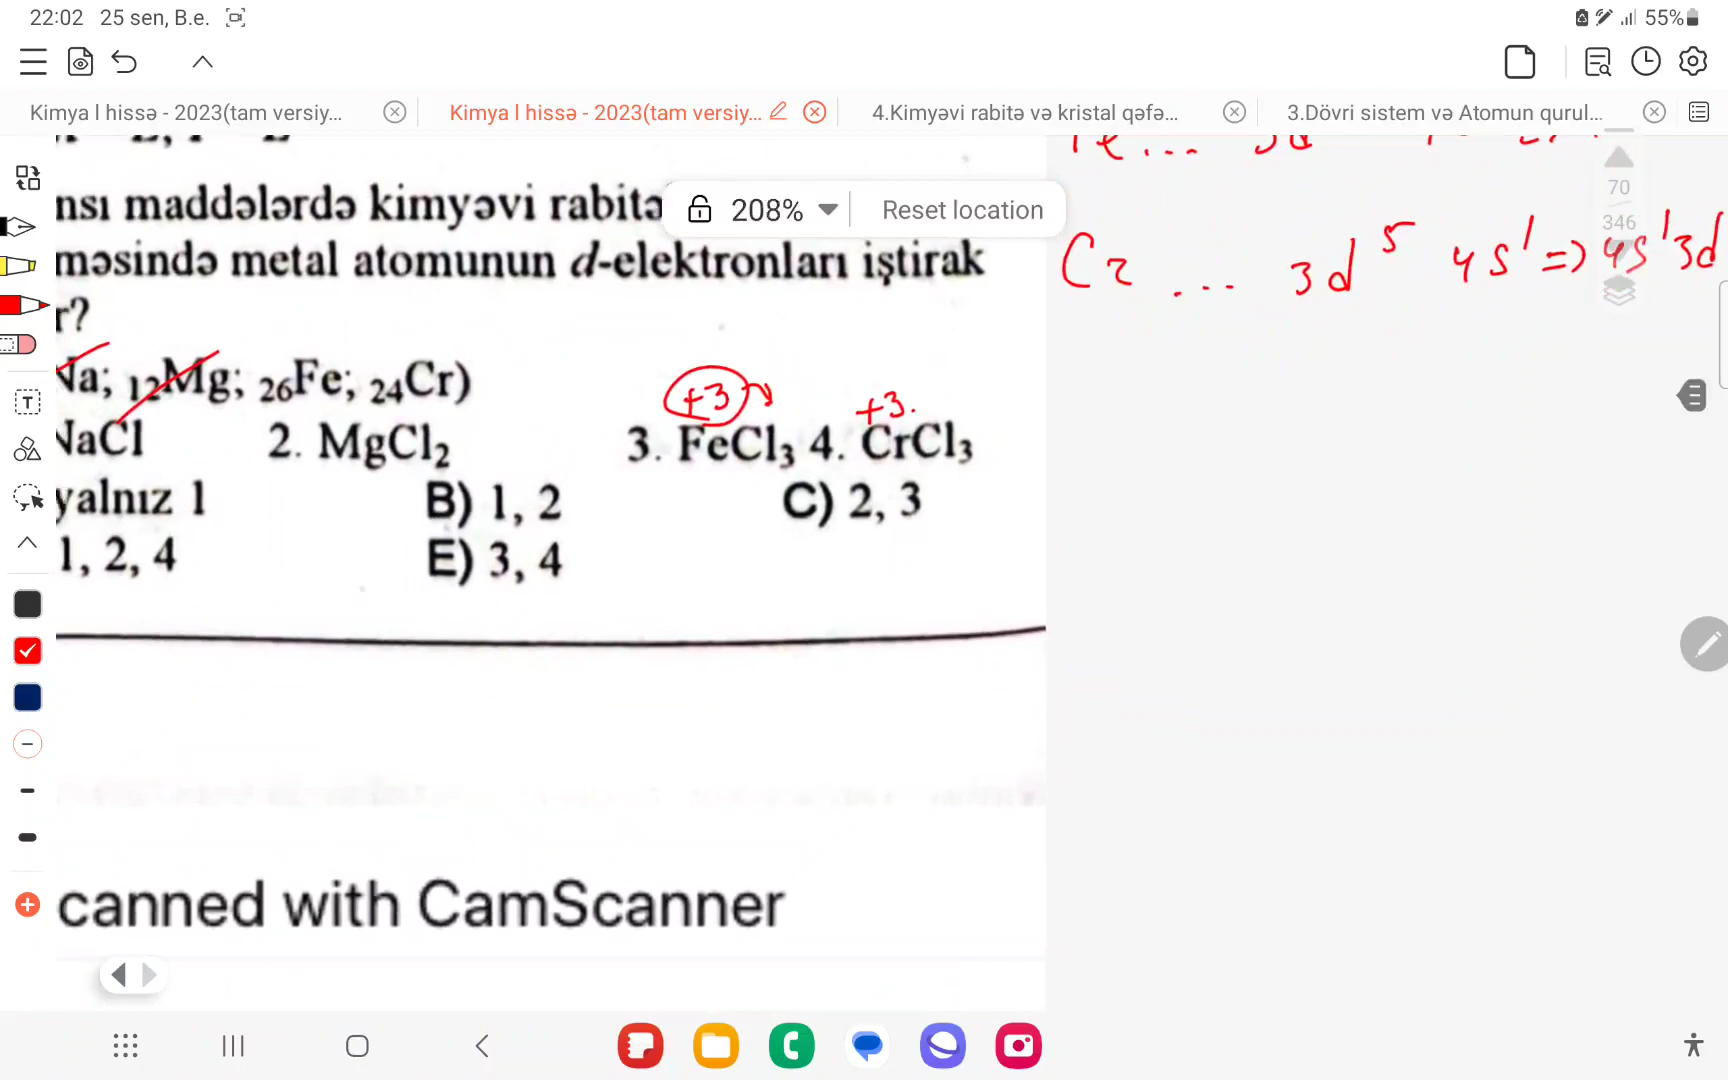 22:02 25 sen, B.e. 55%
Kimya I hissə - 2023(tam versiy... Kimya I hissə - 2023(tam versiy... 4.Kimyəvi rabitə və kristal qəfə... 3.Dövri sistem və Atomun qurul...
nsı maddələrdə kimyəvi rabitə
208% Reset location
70
346
məsində metal atomunun d-elektronları iştirak
r?
Cr ... 3d⁵ 4s¹ => 4s¹ 3d
Na; ₁₂Mg; ₂₆Fe; ₂₄Cr)
+3 +3.
NaCl 2. MgCl₂ 3. FeCl₃ 4. CrCl₃
yalnız 1 B) 1, 2 C) 2, 3
1, 2, 4 E) 3, 4
T
canned with CamScanner